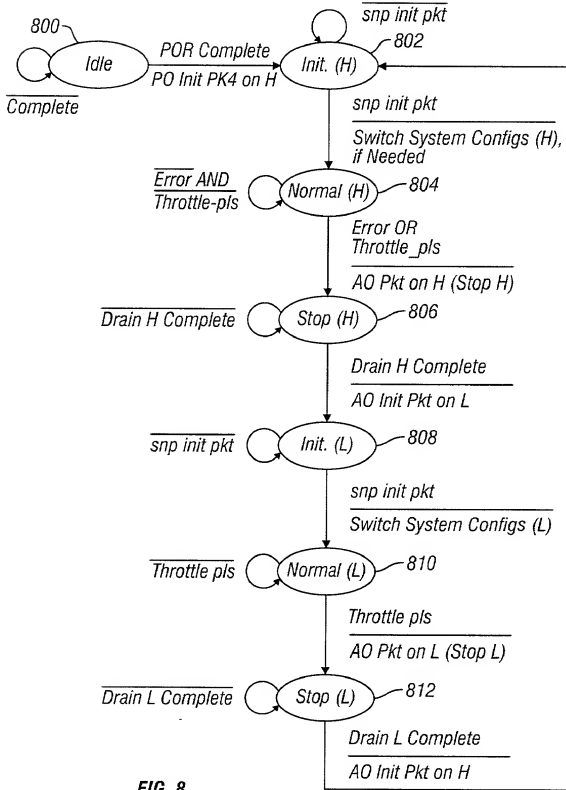 snp init pkt
800
802
Idle
POR Complete
PO Init PK4 on H
Init. (H)
Complete
snp init pkt
Switch System Configs (H),
if Needed
Error AND
Throttle-pls
Normal (H)
804
Error OR
Throttle_pls
AO Pkt on H (Stop H)
Drain H Complete
Stop (H)
806
Drain H Complete
AO Init Pkt on L
snp init pkt
Init. (L)
808
snp init pkt
Switch System Configs (L)
Throttle pls
Normal (L)
810
Throttle pls
AO Pkt on L (Stop L)
Drain L Complete
Stop (L)
812
Drain L Complete
AO Init Pkt on H
FIG. 8